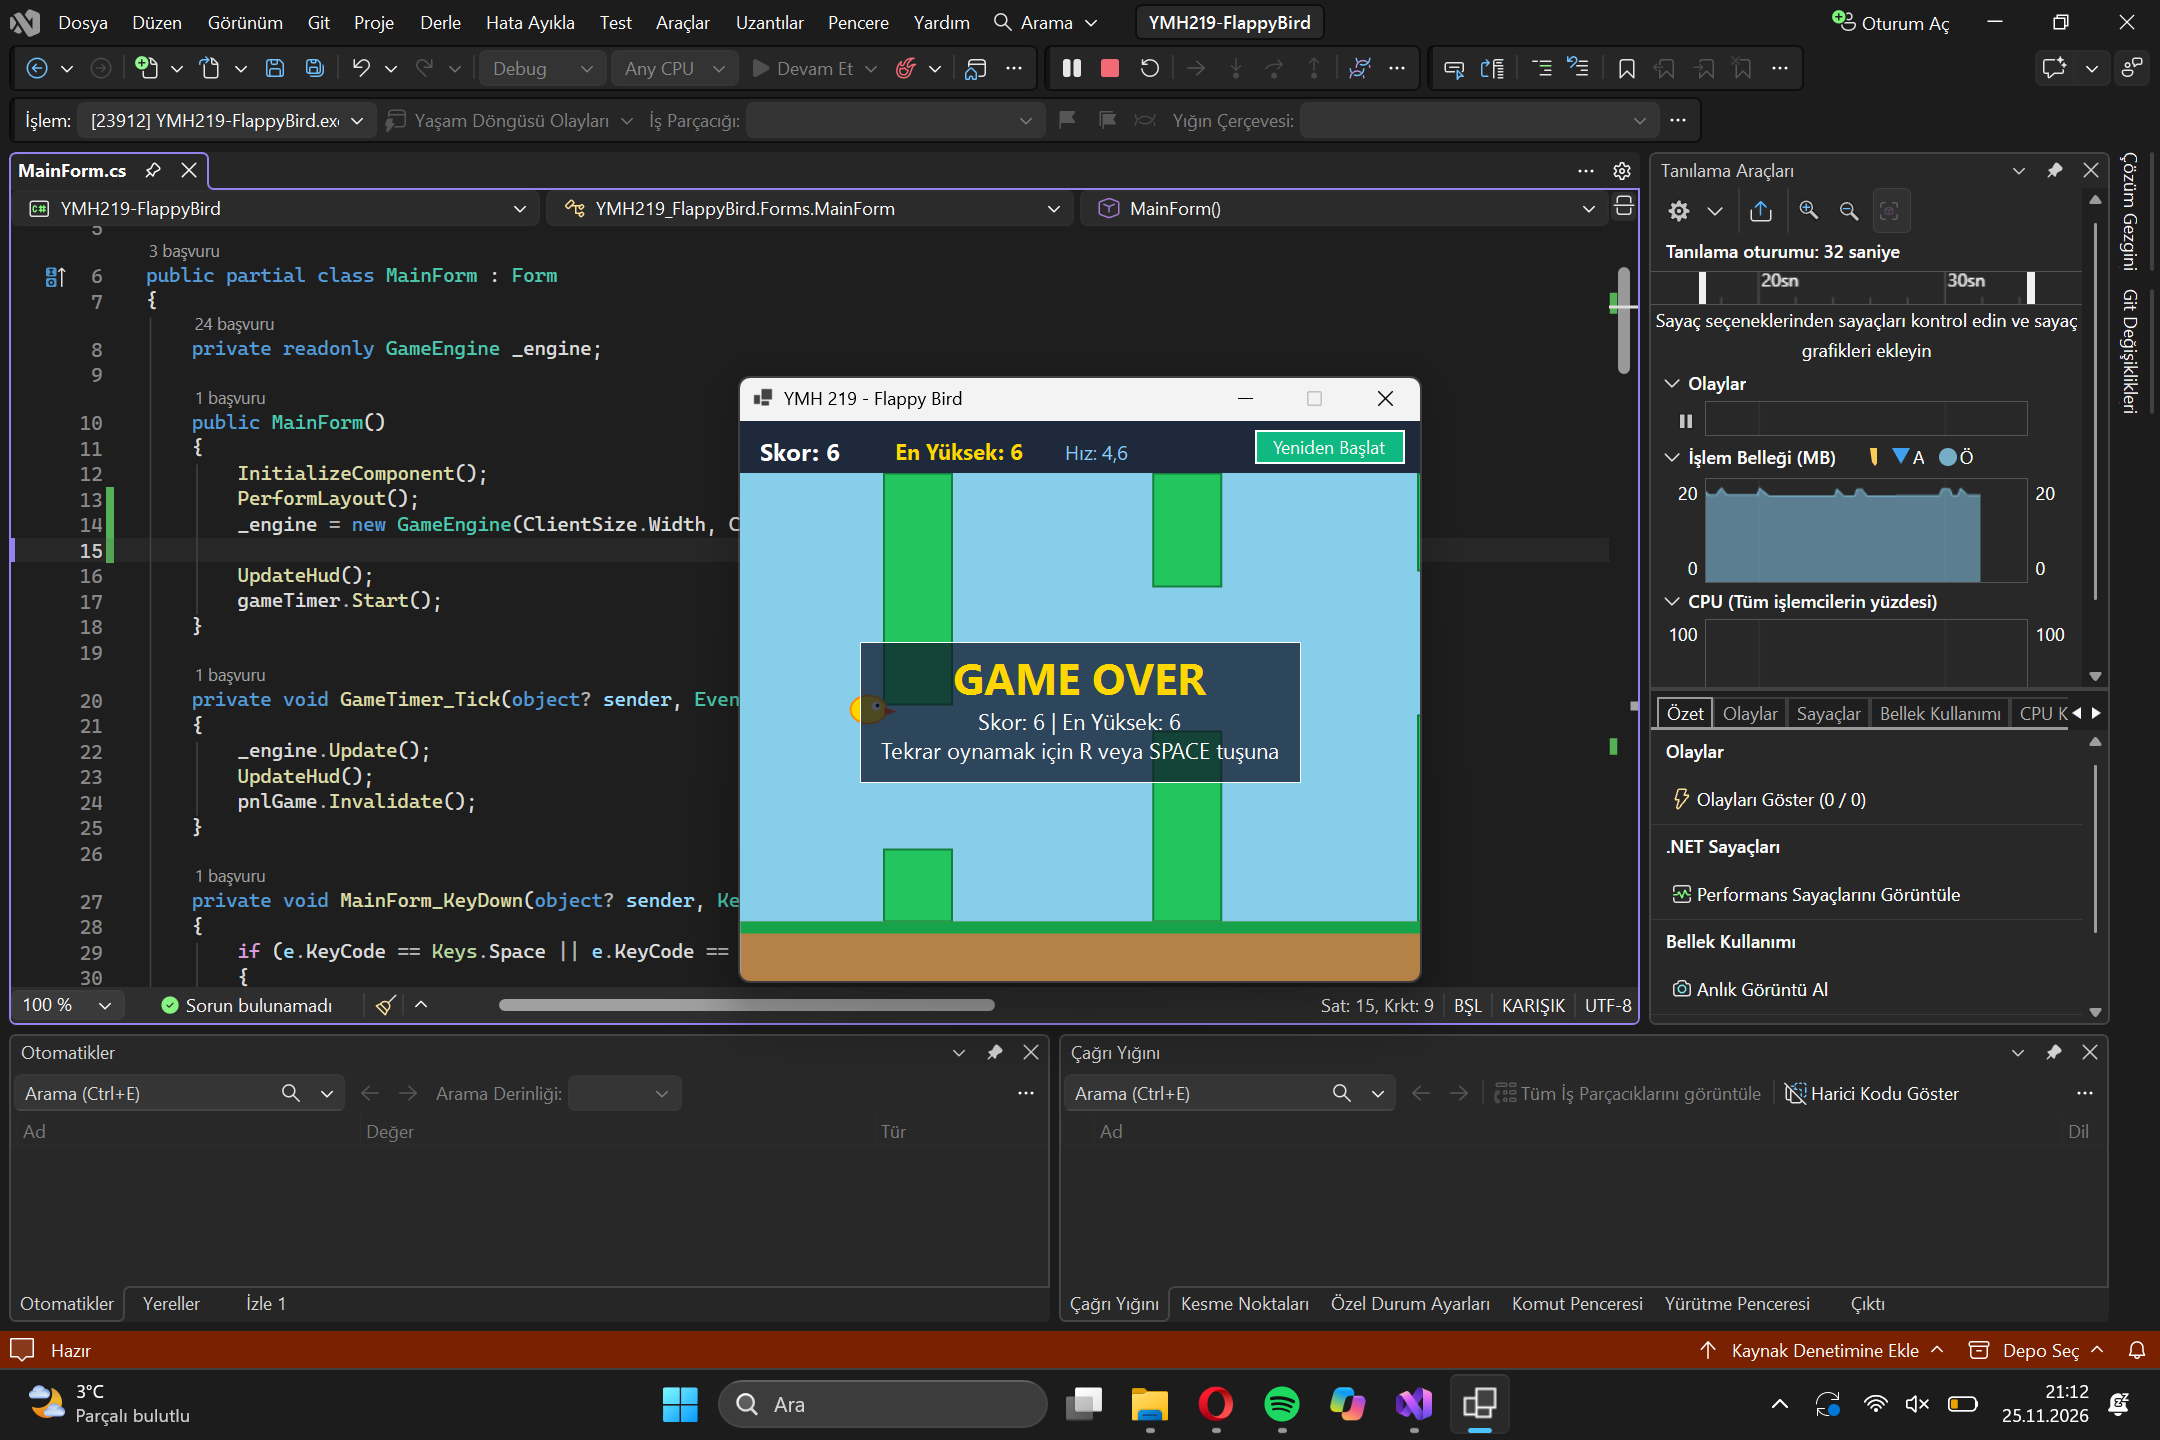 Dosya Düzen Görünüm Git Proje Derle Hata Ayıkla Test Araçlar Uzantılar Pencere Yardım Arama YMH219-FlappyBird Oturum Aç
Debug Any CPU Devam Et
İşlem: [23912] YMH219-FlappyBird.exe Yaşam Döngüsü Olayları İş Parçacığı: Yığın Çerçevesi:
MainForm.cs
YMH219-FlappyBird YMH219_FlappyBird.Forms.MainForm MainForm()
5
3 başvuru
6 public partial class MainForm : Form
7 {
24 başvuru
8 private readonly GameEngine _engine;
9
1 başvuru
10 public MainForm()
11 {
12 InitializeComponent();
13 PerformLayout();
14 _engine = new GameEngine(ClientSize.Width, C
15
16 UpdateHud();
17 gameTimer.Start();
18 }
19
1 başvuru
20 private void GameTimer_Tick(object? sender, Even
21 {
22 _engine.Update();
23 UpdateHud();
24 pnlGame.Invalidate();
25 }
26
1 başvuru
27 private void MainForm_KeyDown(object? sender, Ke
28 {
29 if (e.KeyCode == Keys.Space || e.KeyCode ==
30 {
100 % Sorun bulunamadı Sat: 15, Krkt: 9 BŞL KARIŞIK UTF-8
YMH 219 - Flappy Bird
Skor: 6 En Yüksek: 6 Hız: 4,6 Yeniden Başlat
GAME OVER
Skor: 6 | En Yüksek: 6
Tekrar oynamak için R veya SPACE tuşuna
Tanılama Araçları
Tanılama oturumu: 32 saniye
20sn 30sn
Sayaç seçeneklerinden sayaçları kontrol edin ve sayaç
grafikleri ekleyin
Olaylar
İşlem Belleği (MB) A Ö
20 20
0 0
CPU (Tüm işlemcilerin yüzdesi)
100 100
Özet Olaylar Sayaçlar Bellek Kullanımı CPU K
Olaylar
Olayları Göster (0 / 0)
.NET Sayaçları
Performans Sayaçlarını Görüntüle
Bellek Kullanımı
Anlık Görüntü Al
Çözüm Gezgini
Git Değişiklikleri
Otomatikler
Arama (Ctrl+E) Arama Derinliği:
Ad Değer Tür
Otomatikler Yereller İzle 1
Çağrı Yığını
Arama (Ctrl+E) Tüm İş Parçacıklarını görüntüle Harici Kodu Göster
Ad Dil
Çağrı Yığını Kesme Noktaları Özel Durum Ayarları Komut Penceresi Yürütme Penceresi Çıktı
Hazır Kaynak Denetimine Ekle Depo Seç
3°C
Parçalı bulutlu
Ara
21:12
25.11.2026